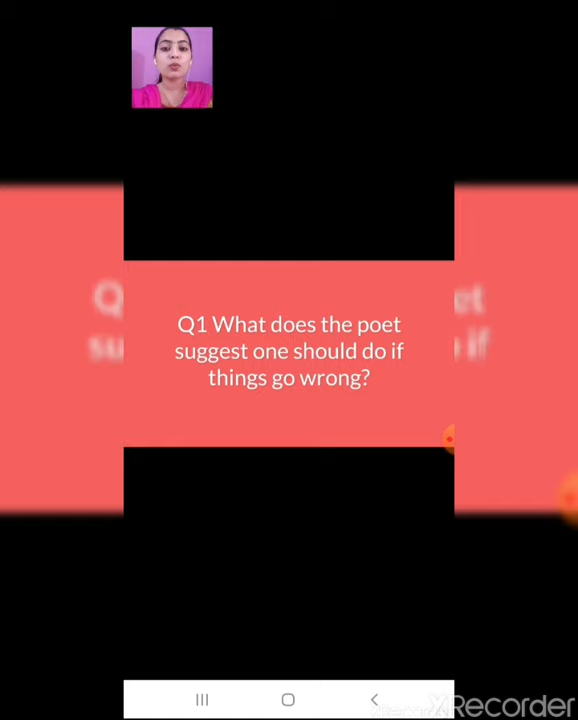 Q1 What does the poet
suggest one should do if
things go wrong?
XRecorder